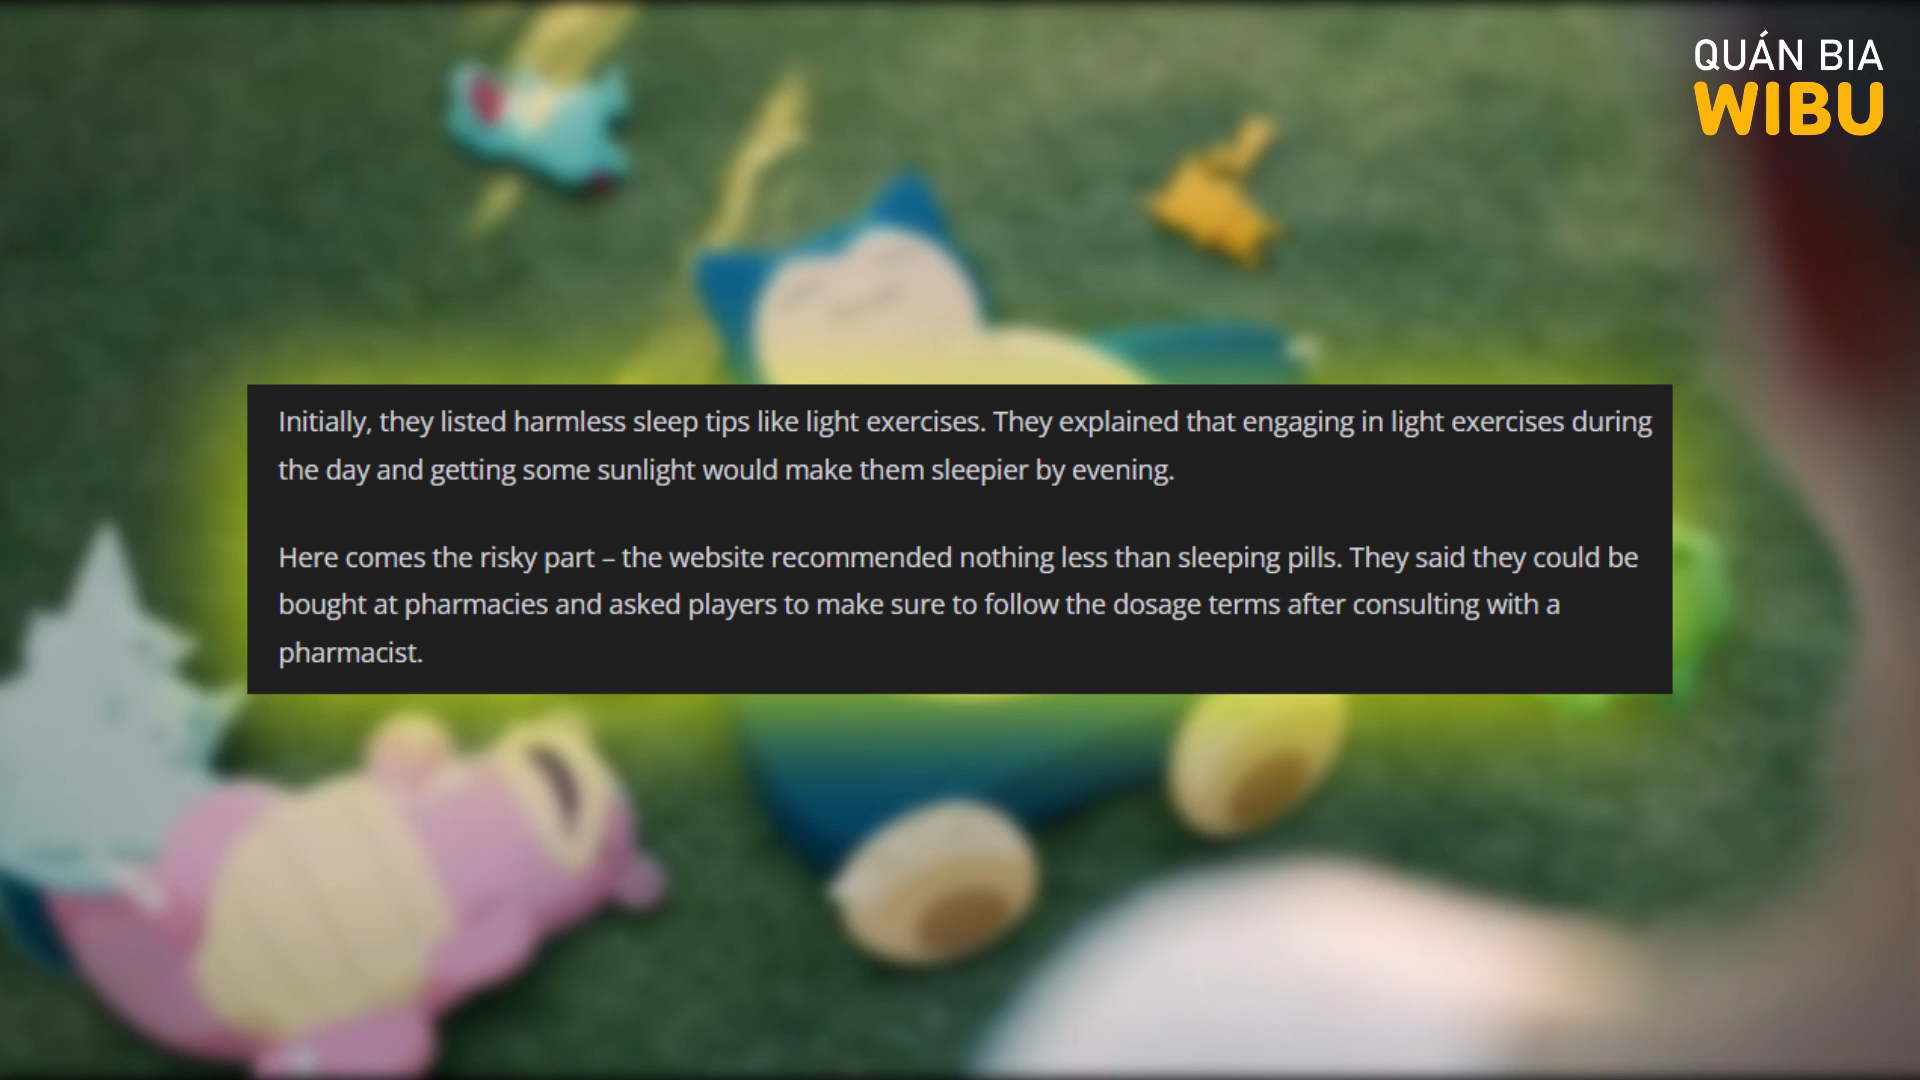 QUÁN BIA
WIBU
Initially, they listed harmless sleep tips like light exercises. They explained that engaging in light exercises during
the day and getting some sunlight would make them sleepier by evening.
Here comes the risky part – the website recommended nothing less than sleeping pills. They said they could be
bought at pharmacies and asked players to make sure to follow the dosage terms after consulting with a
pharmacist.